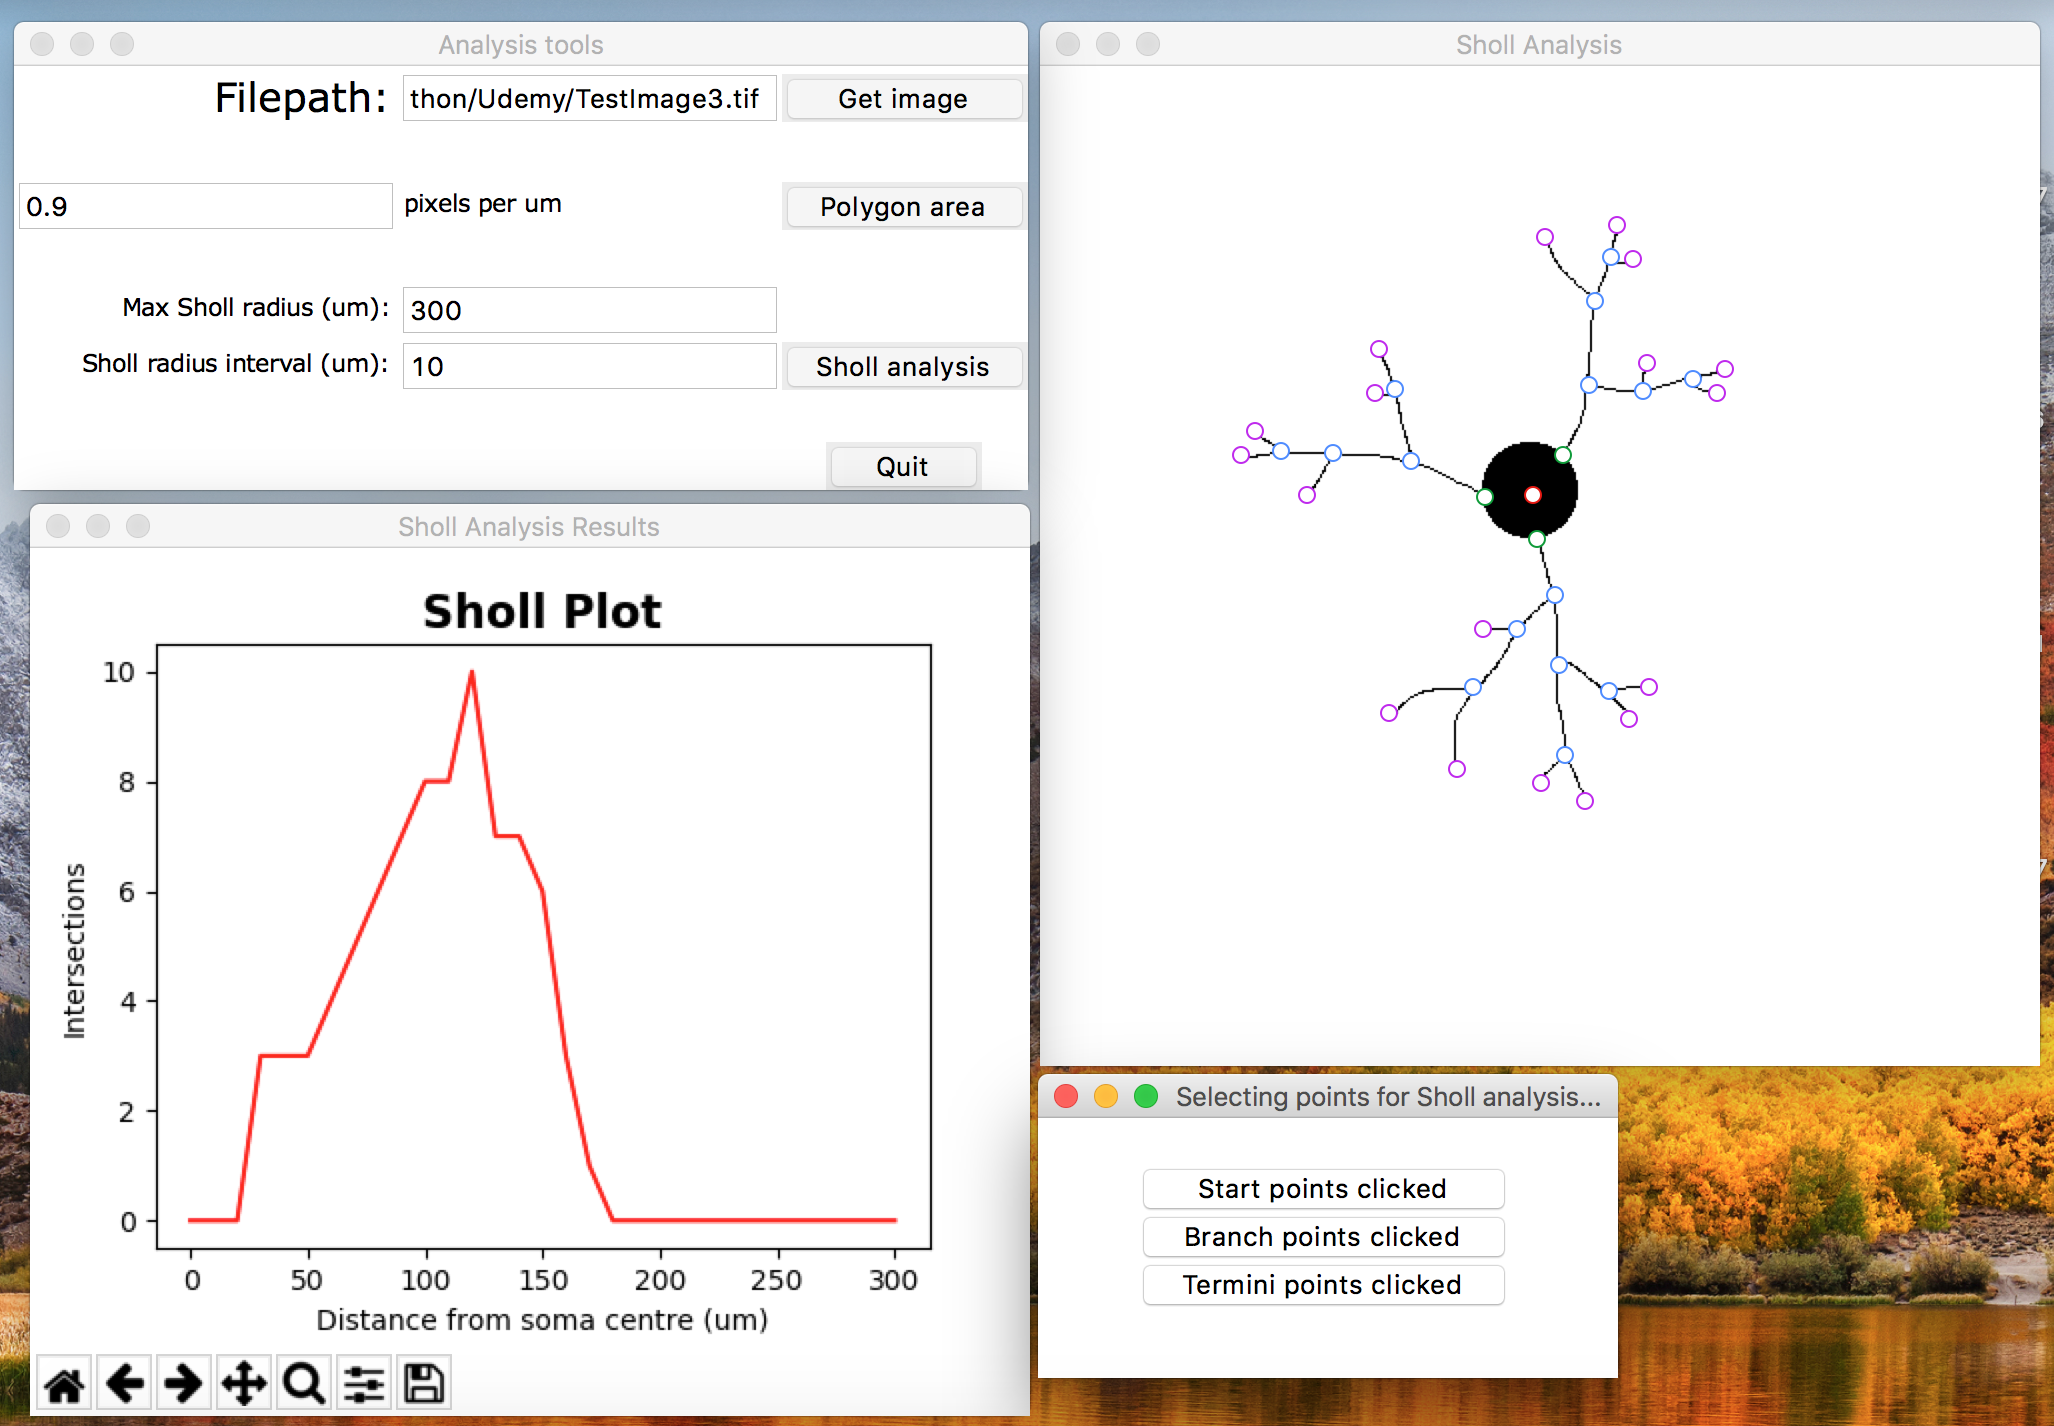 Analysis tools
Filepath: thon/Udemy/TestImage3.tif Get image
0.9 pixels per um Polygon area
Max Sholl radius (um): 300
Sholl radius interval (um): 10 Sholl analysis
Quit
Sholl Analysis
Sholl Analysis Results
Sholl Plot
10
8
6
4
2
0
Intersections
0 50 100 150 200 250 300
Distance from soma centre (um)
Selecting points for Sholl analysis...
Start points clicked
Branch points clicked
Termini points clicked